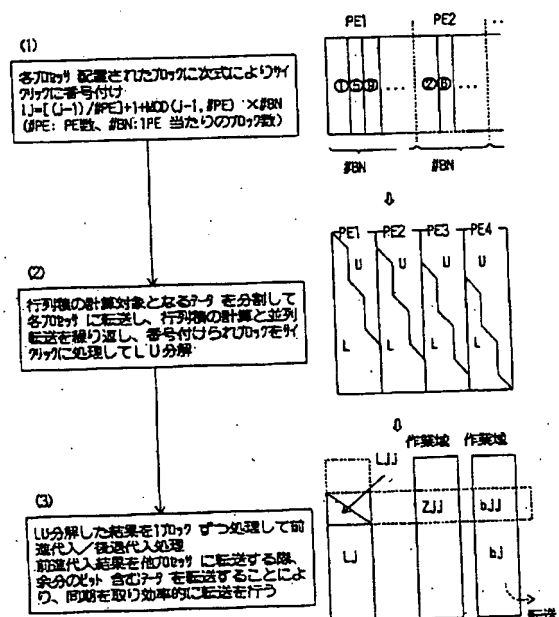 (1)
各プロセッサ 配置されたブロックに次式によりサイ
クリックに番号付け
Ij=[(j-1)/#PE]+1+MOD(j-1,#PE) ×#BN
(#PE: PE数、#BN:1PE 当たりのブロック数)
PE1 PE2 ‥
①⑤⑨… ②⑥…
#BN #BN
⇩
(2)
行列積の計算対象となるデータ を分割して
各プロセッサ に転送し、行列積の計算と並列
転送を繰り返し、番号付けられブロックをサイ
クリックに処理してＬＵ分解
PE1 PE2 PE3 PE4
U U U U
L L L L
⇩
(3)
LU分解した結果を1ブロック ずつ処理して前
進代入/後退代入処理
前進代入結果を他プロセッサ に転送する際、
余分のビット 含むデータ を転送することによ
り、同期を取り効率的に転送を行う
作業域 作業域
Ljj
Zjj bjj
Lj bj
転送